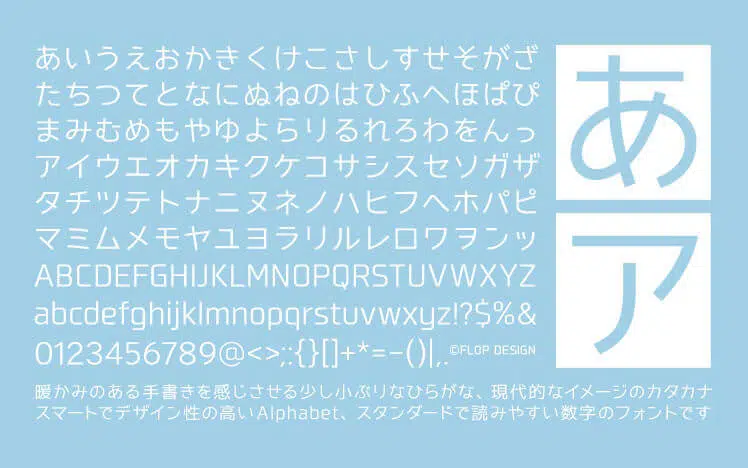 あいうえおかきくけこさしすせそがざ
たちつてとなにぬねのはひふへほぱぴ
まみむめもやゆよらりるれろわをんっ
アイウエオカキクケコサシスセソガザ
タチツテトナニヌネノハヒフヘホパピ
マミムメモヤユヨラリルレロワヲンッ
ABCDEFGHIJKLMNOPQRSTUVWXYZ
abcdefghijklmnopqrstuvwxyz!?$%&
0123456789@<>;:{}[]+*=-()|,.
©FLOP DESIGN
あ
ア
暖かみのある手書きを感じさせる少し小ぶりなひらがな、現代的なイメージのカタカナ
スマートでデザイン性の高いAlphabet、スタンダードで読みやすい数字のフォントです